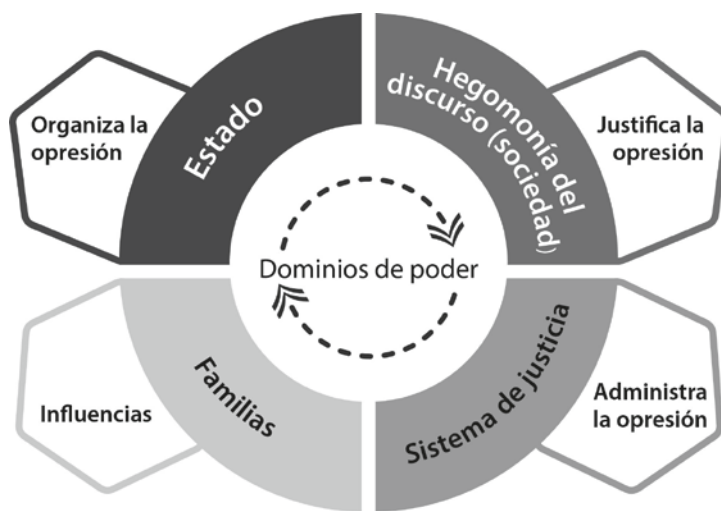 Organiza la
opresión
Estado
Hegomonía del
discurso (sociedad)
Justifica la
opresión
Dominios de poder
Influencias
Familias
Sistema de justicia
Administra
la opresión